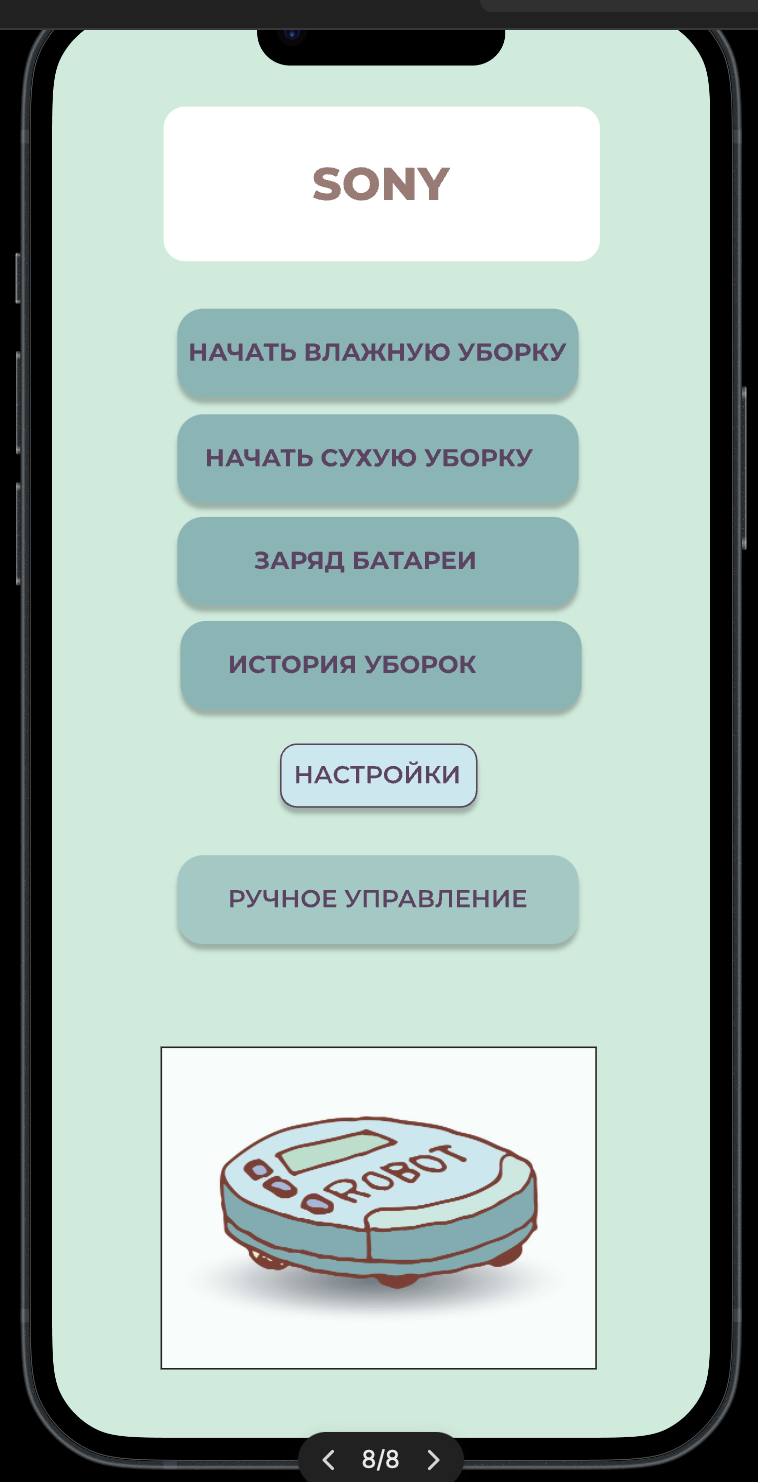 SONY
НАЧАТЬ ВЛАЖНУЮ УБОРКУ
НАЧАТЬ СУХУЮ УБОРКУ
ЗАРЯД БАТАРЕИ
ИСТОРИЯ УБОРОК
НАСТРОЙКИ
РУЧНОЕ УПРАВЛЕНИЕ
ROBOT
8/8